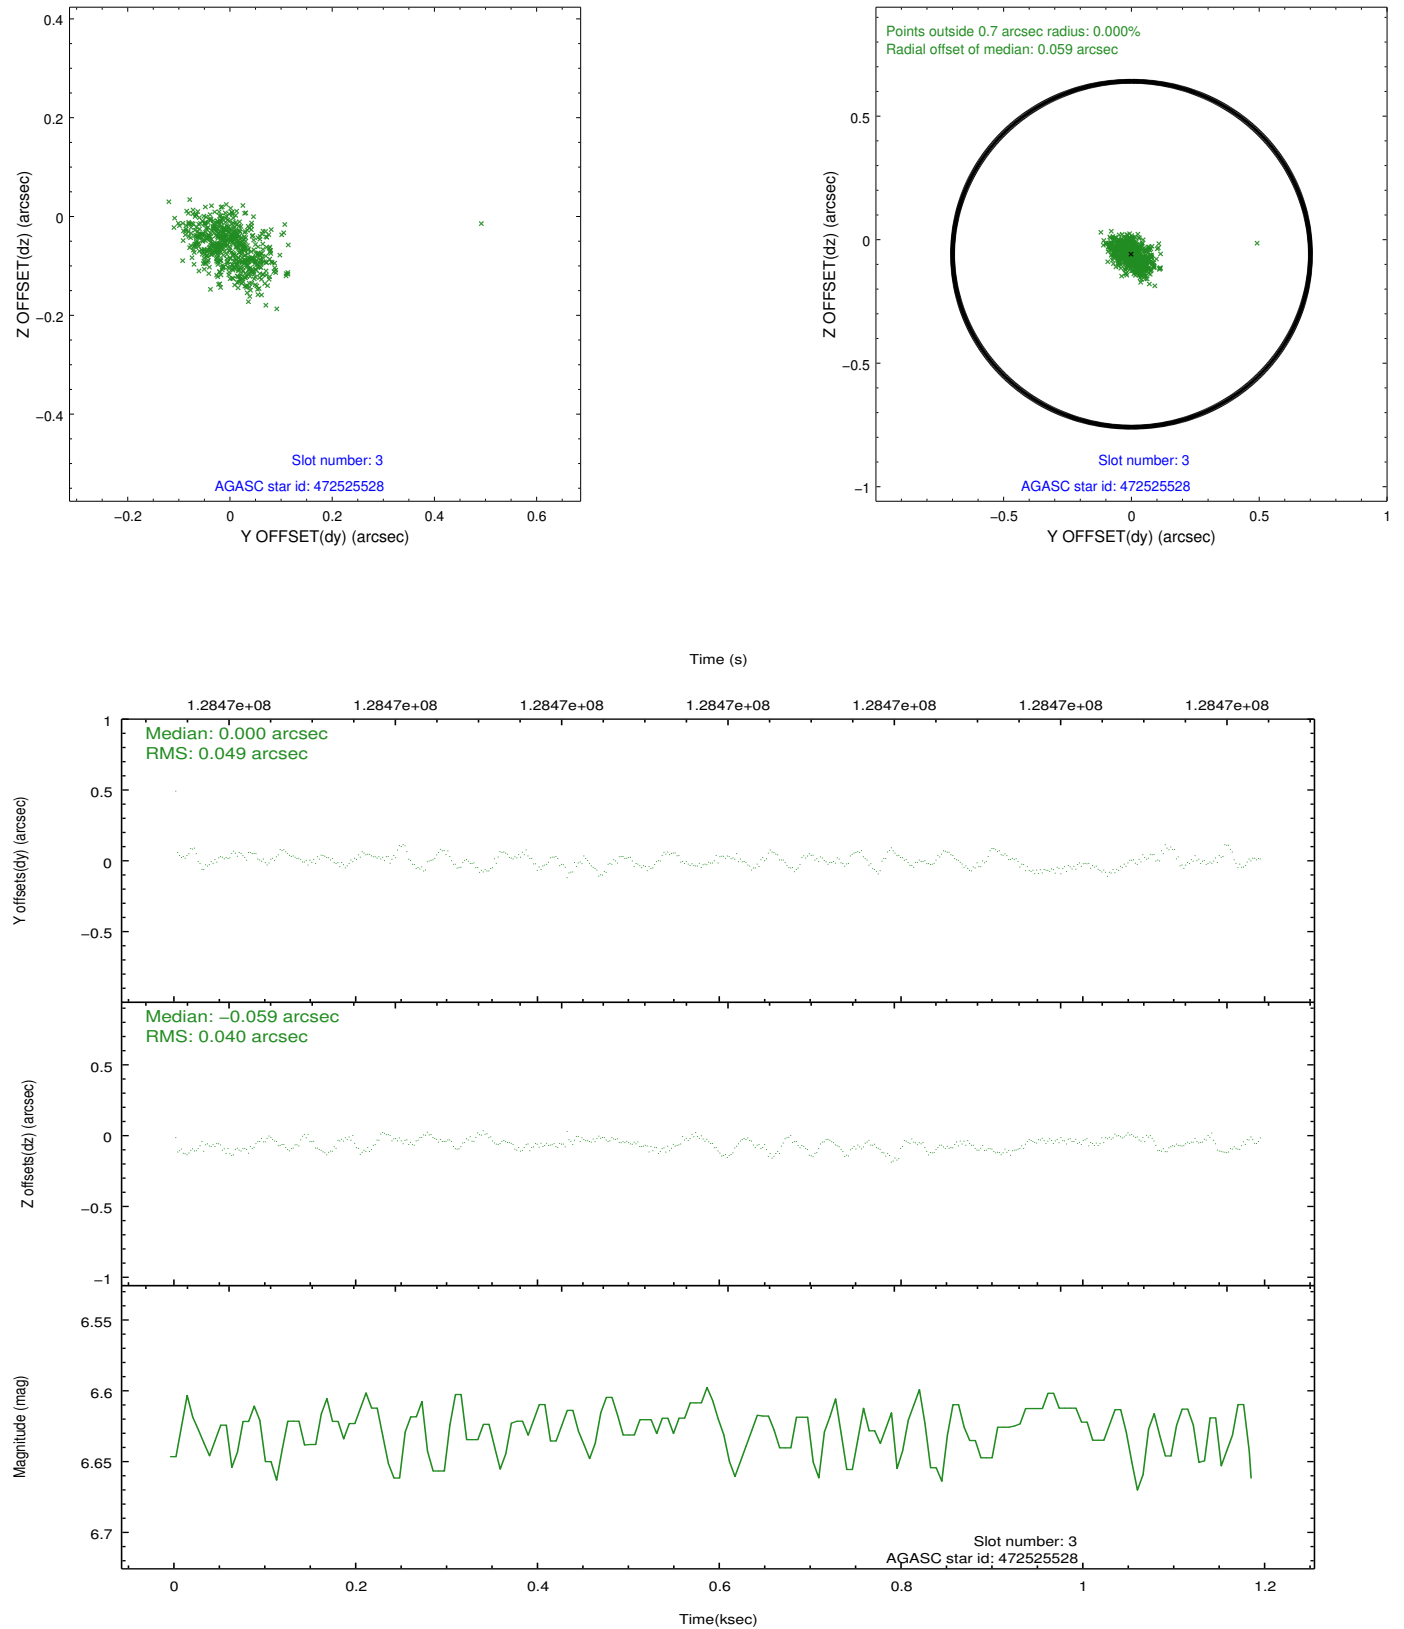 0.4
0.2
0
−0.2
−0.4
Z OFFSET(dz) (arcsec)
Slot number: 3
AGASC star id: 472525528
−0.2 0 0.2 0.4 0.6
Y OFFSET(dy) (arcsec)
Points outside 0.7 arcsec radius: 0.000%
Radial offset of median: 0.059 arcsec
0.5
0
−0.5
−1
Z OFFSET(dz) (arcsec)
Slot number: 3
AGASC star id: 472525528
−0.5 0 0.5 1
Y OFFSET(dy) (arcsec)
Time (s)
1.2847e+08 1.2847e+08 1.2847e+08 1.2847e+08 1.2847e+08 1.2847e+08 1.2847e+08
Median: 0.000 arcsec
RMS: 0.049 arcsec
1
0.5
0
−0.5
Y offsets(dy) (arcsec)
Median: −0.059 arcsec
RMS: 0.040 arcsec
0.5
0
−0.5
−1
Z offsets(dz) (arcsec)
6.55
6.6
6.65
6.7
Magnitude (mag)
Slot number: 3
AGASC star id: 472525528
0 0.2 0.4 0.6 0.8 1 1.2
Time(ksec)